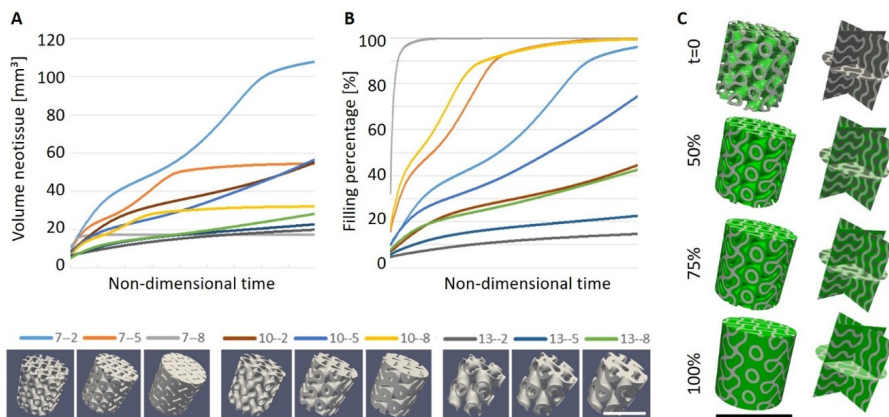 A
Volume neotissue [mm³]
120
100
80
60
40
20
0
Non-dimensional time
B
Filling percentage [%]
100
80
60
40
20
0
Non-dimensional time
C
t=0
50%
75%
100%
7--2 7--5 7--8 10--2 10--5 10--8 13--2 13--5 13--8